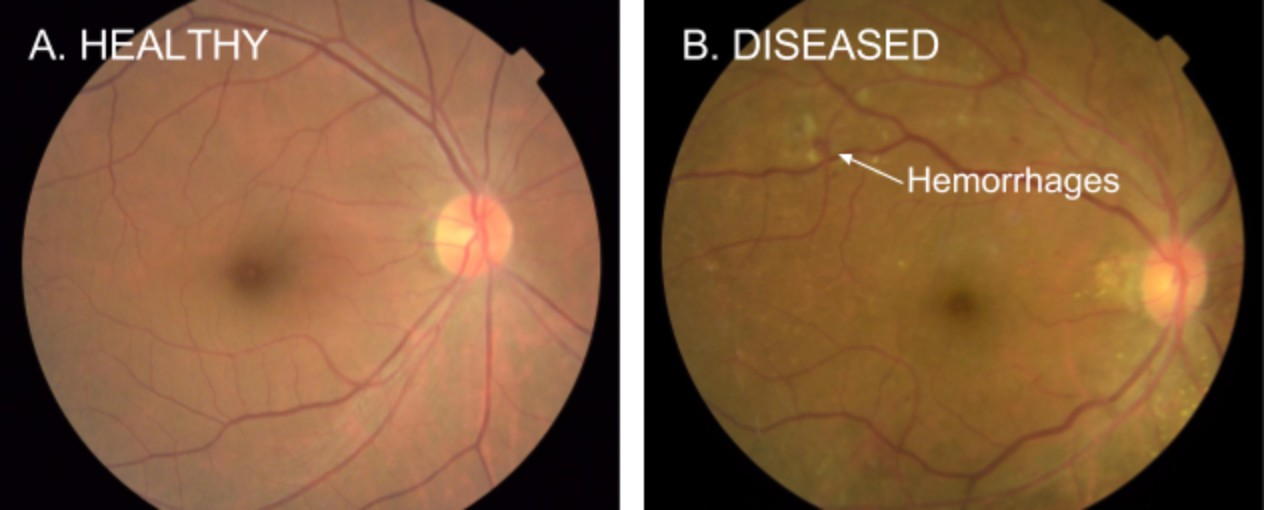 A. HEALTHY
B. DISEASED
Hemorrhages